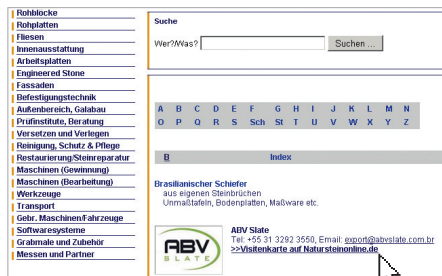 Rohblöcke
Rohplatten
Fliesen
Innenausstattung
Arbeitsplatten
Engineered Stone
Fassaden
Befestigungstechnik
Außenbereich, Galabau
Prüfinstitute, Beratung
Versetzen und Verlegen
Reinigung, Schutz & Pflege
Restaurierung/Steinreparatur
Maschinen (Gewinnung)
Maschinen (Bearbeitung)
Werkzeuge
Transport
Gebr. Maschinen/Fahrzeuge
Softwaresysteme
Grabmale und Zubehör
Messen und Partner
Suche
Wer?/Was? Suchen ...
A B C D E F G H I J K L M N
O P Q R S Sch St T U V W X Y Z
B Index
Brasilianischer Schiefer
aus eigenen Steinbrüchen
Unmaßtafeln, Bodenplatten, Maßware etc.
ABV
SLATE
ABV Slate
Tel: +55 31 3292 3550, Email: export@abvslate.com.br
>>Visitenkarte auf Natursteinonline.de